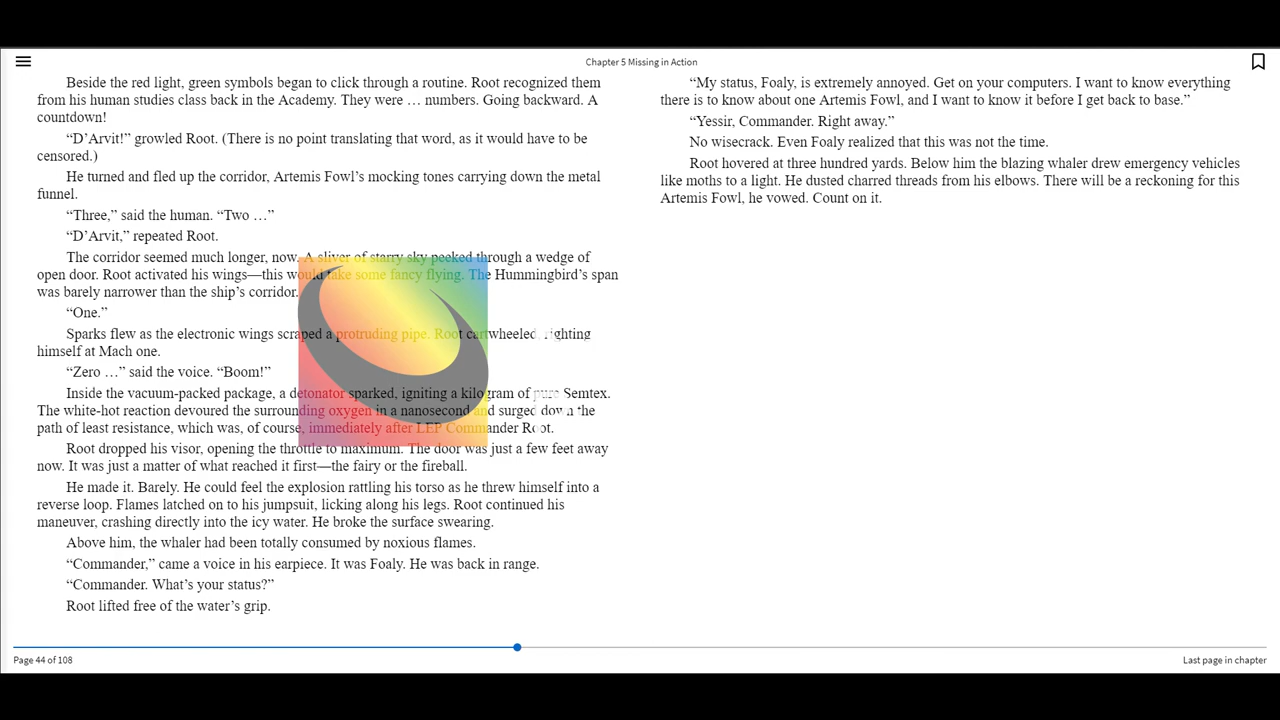 Chapter 5 Missing in Action
Beside the red light, green symbols began to click through a routine. Root recognized them
from his human studies class back in the Academy. They were … numbers. Going backward. A
countdown!
“D’Arvit!” growled Root. (There is no point translating that word, as it would have to be
censored.)
He turned and fled up the corridor, Artemis Fowl’s mocking tones carrying down the metal
funnel.
“Three,” said the human. “Two …”
“D’Arvit,” repeated Root.
The corridor seemed much longer, now. A sliver of starry sky peeked through a wedge of
open door. Root activated his wings—this would take some fancy flying. The Hummingbird’s span
was barely narrower than the ship’s corridor.
“One.”
Sparks flew as the electronic wings scraped a protruding pipe. Root cartwheeled, righting
himself at Mach one.
“Zero …” said the voice. “Boom!”
Inside the vacuum-packed package, a detonator sparked, igniting a kilogram of pure Semtex.
The white-hot reaction devoured the surrounding oxygen in a nanosecond and surged down the
path of least resistance, which was, of course, immediately after LEP Commander Root.
Root dropped his visor, opening the throttle to maximum. The door was just a few feet away
now. It was just a matter of what reached it first—the fairy or the fireball.
He made it. Barely. He could feel the explosion rattling his torso as he threw himself into a
reverse loop. Flames latched on to his jumpsuit, licking along his legs. Root continued his
maneuver, crashing directly into the icy water. He broke the surface swearing.
Above him, the whaler had been totally consumed by noxious flames.
“Commander,” came a voice in his earpiece. It was Foaly. He was back in range.
“Commander. What’s your status?”
Root lifted free of the water’s grip.
“My status, Foaly, is extremely annoyed. Get on your computers. I want to know everything
there is to know about one Artemis Fowl, and I want to know it before I get back to base.”
“Yessir, Commander. Right away.”
No wisecrack. Even Foaly realized that this was not the time.
Root hovered at three hundred yards. Below him the blazing whaler drew emergency vehicles
like moths to a light. He dusted charred threads from his elbows. There will be a reckoning for this
Artemis Fowl, he vowed. Count on it.
Page 44 of 108
Last page in chapter